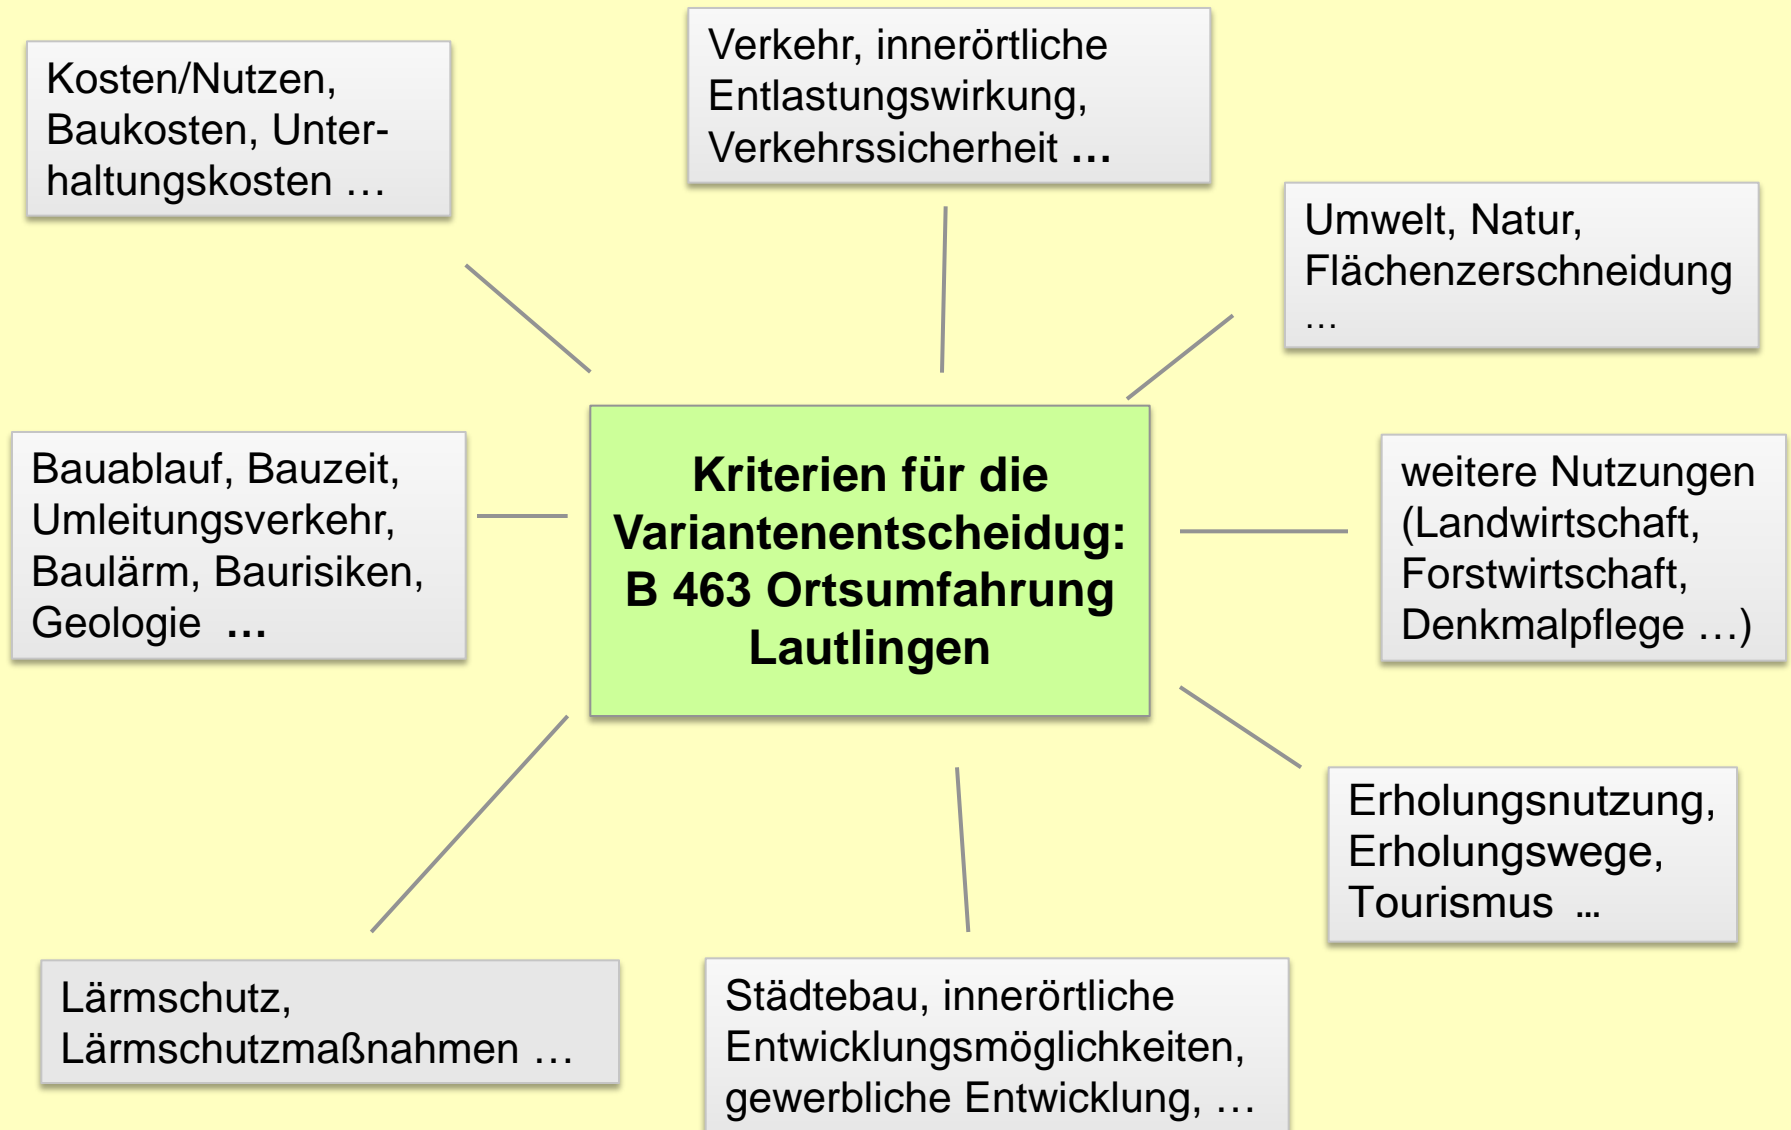 Kosten/Nutzen,
Baukosten, Unter-
haltungskosten …
Verkehr, innerörtliche
Entlastungswirkung,
Verkehrssicherheit …
Umwelt, Natur,
Flächenzerschneidung
…
Bauablauf, Bauzeit,
Umleitungsverkehr,
Baulärm, Baurisiken,
Geologie …
Kriterien für die
Variantenentscheidug:
B 463 Ortsumfahrung
Lautlingen
weitere Nutzungen
(Landwirtschaft,
Forstwirtschaft,
Denkmalpflege …)
Erholungsnutzung,
Erholungswege,
Tourismus ...
Lärmschutz,
Lärmschutzmaßnahmen …
Städtebau, innerörtliche
Entwicklungsmöglichkeiten,
gewerbliche Entwicklung, …